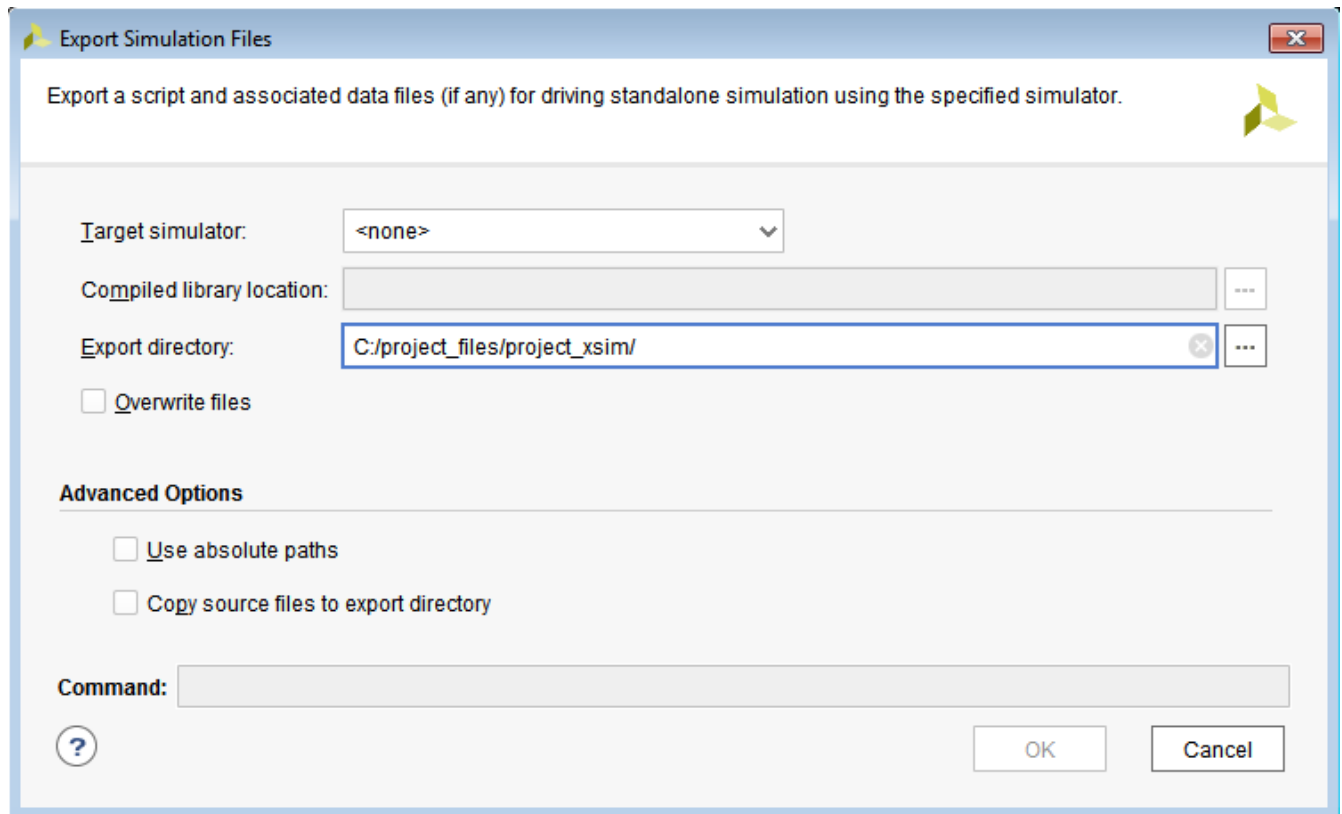 Export Simulation Files
Export a script and associated data files (if any) for driving standalone simulation using the specified simulator.
Target simulator: <none>
Compiled library location: ...
Export directory: C:/project_files/project_xsim/ ...
Overwrite files
Advanced Options
Use absolute paths
Copy source files to export directory
Command:
? OK Cancel